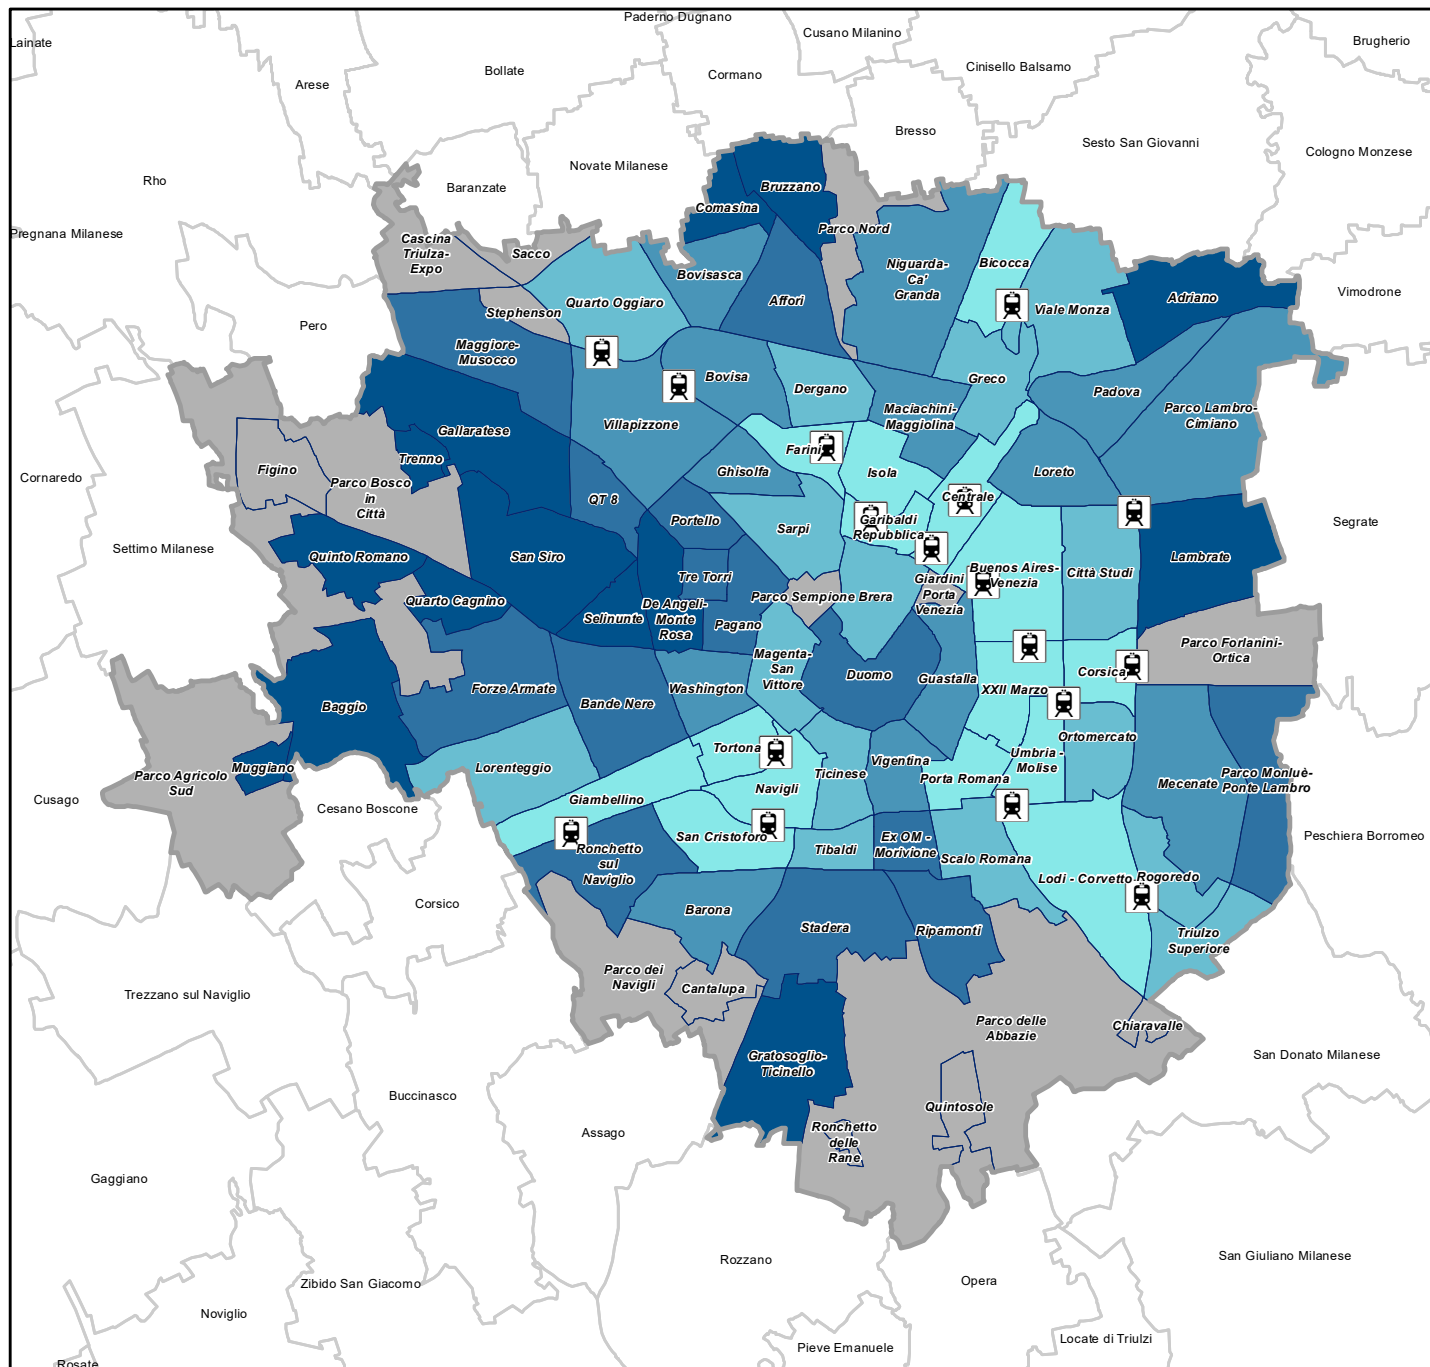 Paderno Dugnano
Lainate
Cusano Milanino
Brugherio
Arese
Bollate
Cormano
Cinisello Balsamo
Bresso
Sesto San Giovanni
Cologno Monzese
Rho
Baranzate
Novate Milanese
Bruzzano
Comasina
Pregnana Milanese
Cascina
Triulza-
Expo
Sacco
Parco Nord
Niguarda-
Ca'
Granda
Bicocca
Bovisasca
Vimodrone
Adriano
Quarto Oggiaro
Affori
Viale Monza
Stephenson
Pero
Maggiore-
Musocco
Bovisa
Dergano
Greco
Padova
Parco Lambro-
Cimiano
Maciachini-
Maggiolina
Villapizzone
Gallaratese
Trenno
Farini
Isola
Loreto
Figino
Cornaredo
Parco Bosco
in
Città
Ghisolfa
QT 8
Centrale
Portello
Sarpi
Garibaldi
Repubblica
Segrate
Settimo Milanese
Quinto Romano
San Siro
Lambrate
Tre Torri
Buenos Aires-
Venezia
Città Studi
Giardini
Porta
Venezia
Parco Sempione
Brera
Quarto Cagnino
Selinunte
De Angeli-
Monte
Rosa
Pagano
Parco Forlanini-
Ortica
Magenta-
San
Vittore
Duomo
Guastalla
Corsica
XXII Marzo
Forze Armate
Washington
Bande Nere
Baggio
Ortomercato
Tortona
Muggiano
Parco Agricolo
Sud
Lorenteggio
Ticinese
Vigentina
Umbria -
Molise
Porta Romana
Mecenate
Parco Monluè-
Ponte Lambro
Navigli
Giambellino
Cusago
Cesano Boscone
San Cristoforo
Ex OM -
Morivione
Peschiera Borromeo
Ronchetto
sul
Naviglio
Tibaldi
Scalo Romana
Lodi - Corvetto
Rogoredo
Corsico
Barona
Stadera
Ripamonti
Triulzo
Superiore
Parco dei
Navigli
Cantalupa
Trezzano sul Naviglio
Parco delle
Abbazie
Chiaravalle
San Donato Milanese
Gratosoglio-
Ticinello
Buccinasco
Quintosole
Assago
Ronchetto
delle
Rane
Gaggiano
Rozzano
San Giuliano Milanese
Opera
Zibido San Giacomo
Noviglio
Locate di Triulzi
Pieve Emanuele
Rosate